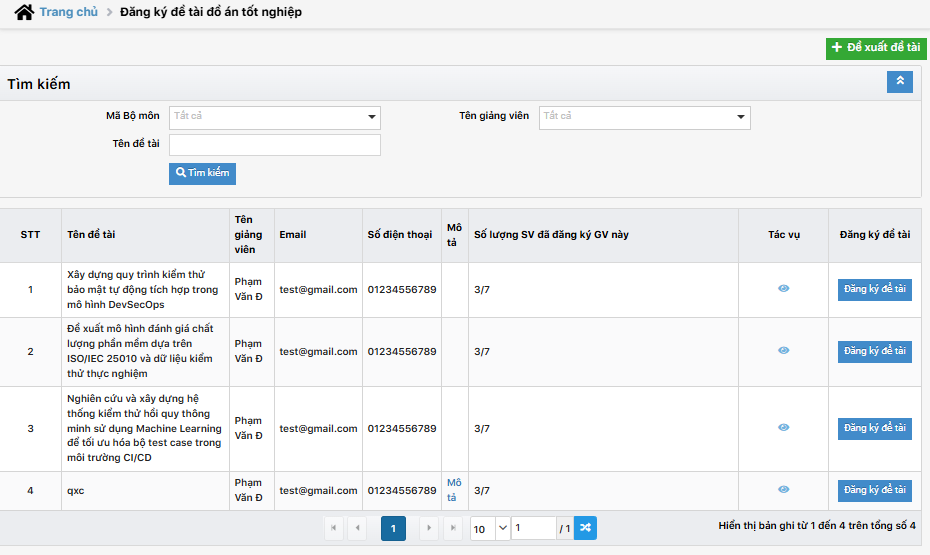 Trang chủ > Đăng ký đề tài đồ án tốt nghiệp
+ Đề xuất đề tài
Tìm kiếm
Mã Bộ môn Tất cả Tên giảng viên Tất cả
Tên đề tài
Tìm kiếm
STT Tên đề tài Tên giảng viên Email Số điện thoại Mô tả Số lượng SV đã đăng ký GV này Tác vụ Đăng ký đề tài
Xây dựng quy trình kiểm thử
1 bảo mật tự động tích hợp trong Phạm Văn Đ test@gmail.com 01234556789 3/7 Đăng ký đề tài
mô hình DevSecOps
Đề xuất mô hình đánh giá chất
lượng phần mềm dựa trên
2 ISO/IEC 25010 và dữ liệu kiểm Phạm Văn Đ test@gmail.com 01234556789 3/7 Đăng ký đề tài
thử thực nghiệm
Nghiên cứu và xây dựng hệ
thống kiểm thử hồi quy thông
3 minh sử dụng Machine Learning Phạm Văn Đ test@gmail.com 01234556789 3/7 Đăng ký đề tài
để tối ưu hóa bộ test case trong
môi trường CI/CD
4 qxc Phạm Văn Đ test@gmail.com 01234556789 Mô tả 3/7 Đăng ký đề tài
1 10 1 / 1 Hiển thị bản ghi từ 1 đến 4 trên tổng số 4